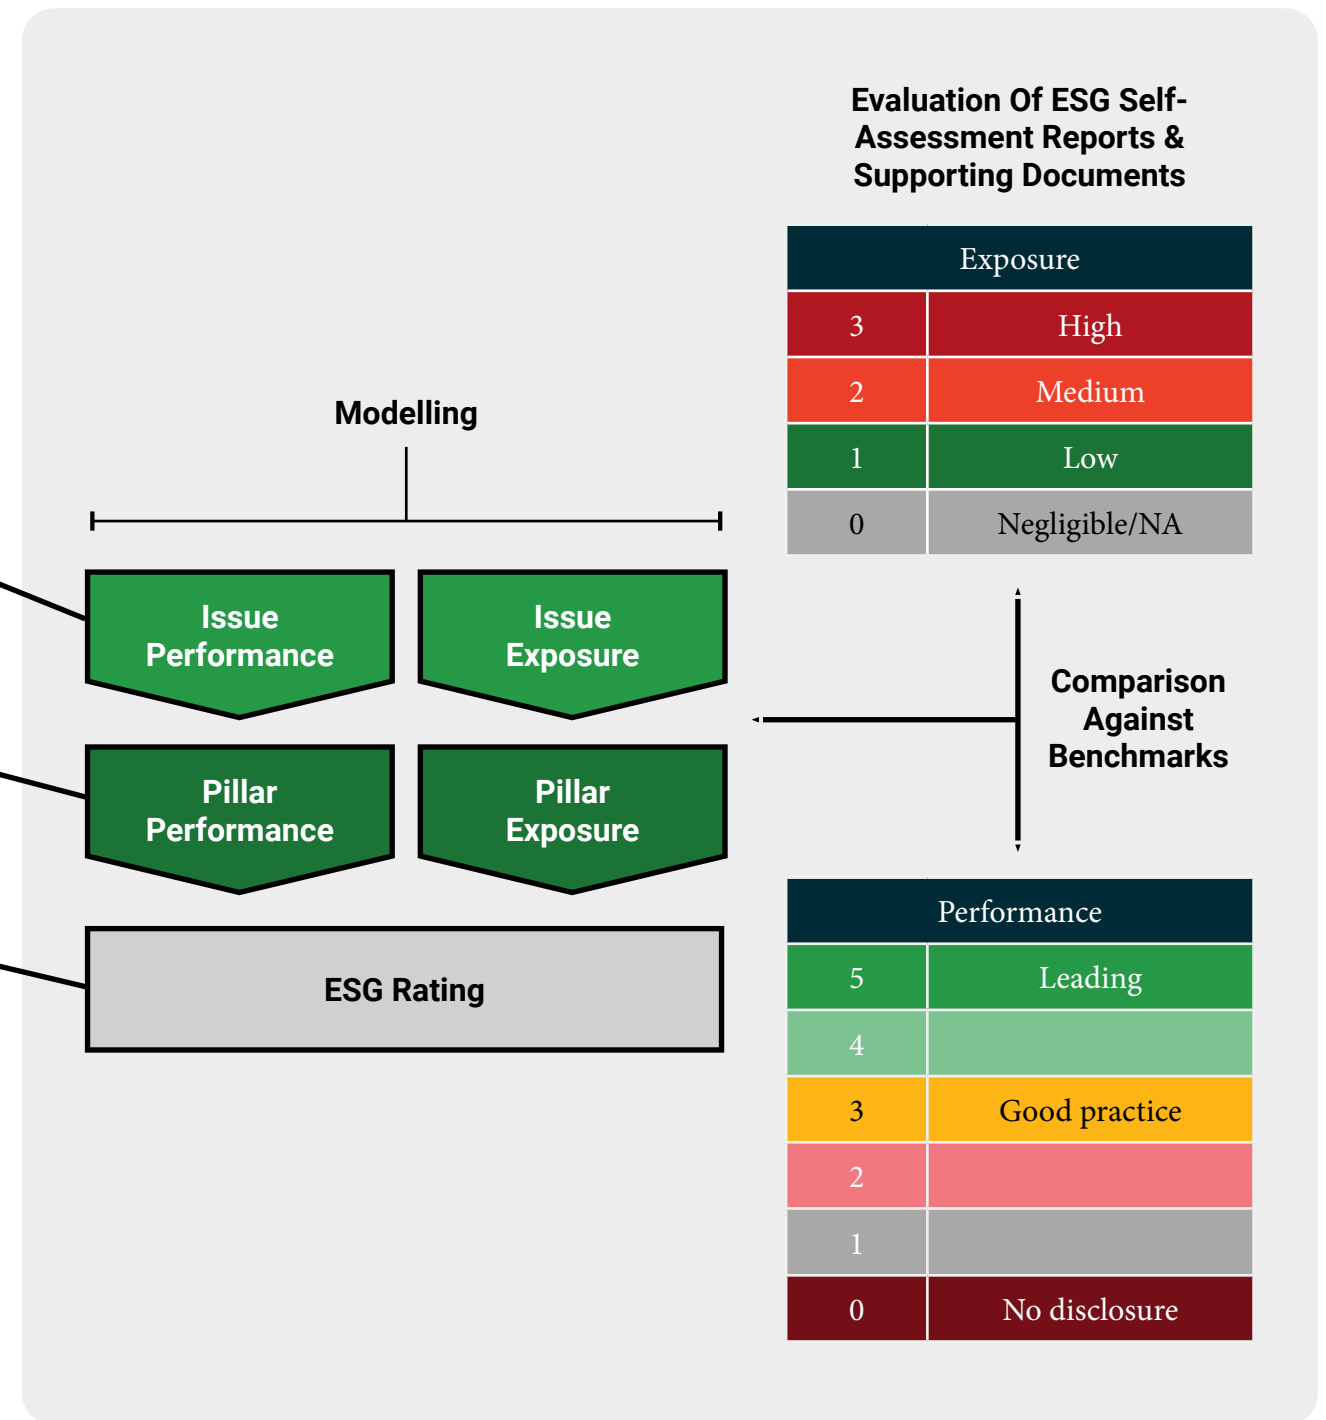 Evaluation Of ESG Self-
Assessment Reports &
Supporting Documents
Exposure
3 High
2 Medium
1 Low
0 Negligible/NA
Modelling
Issue
Performance
Issue
Exposure
Pillar
Performance
Pillar
Exposure
ESG Rating
Comparison
Against
Benchmarks
Performance
5 Leading
4
3 Good practice
2
1
0 No disclosure